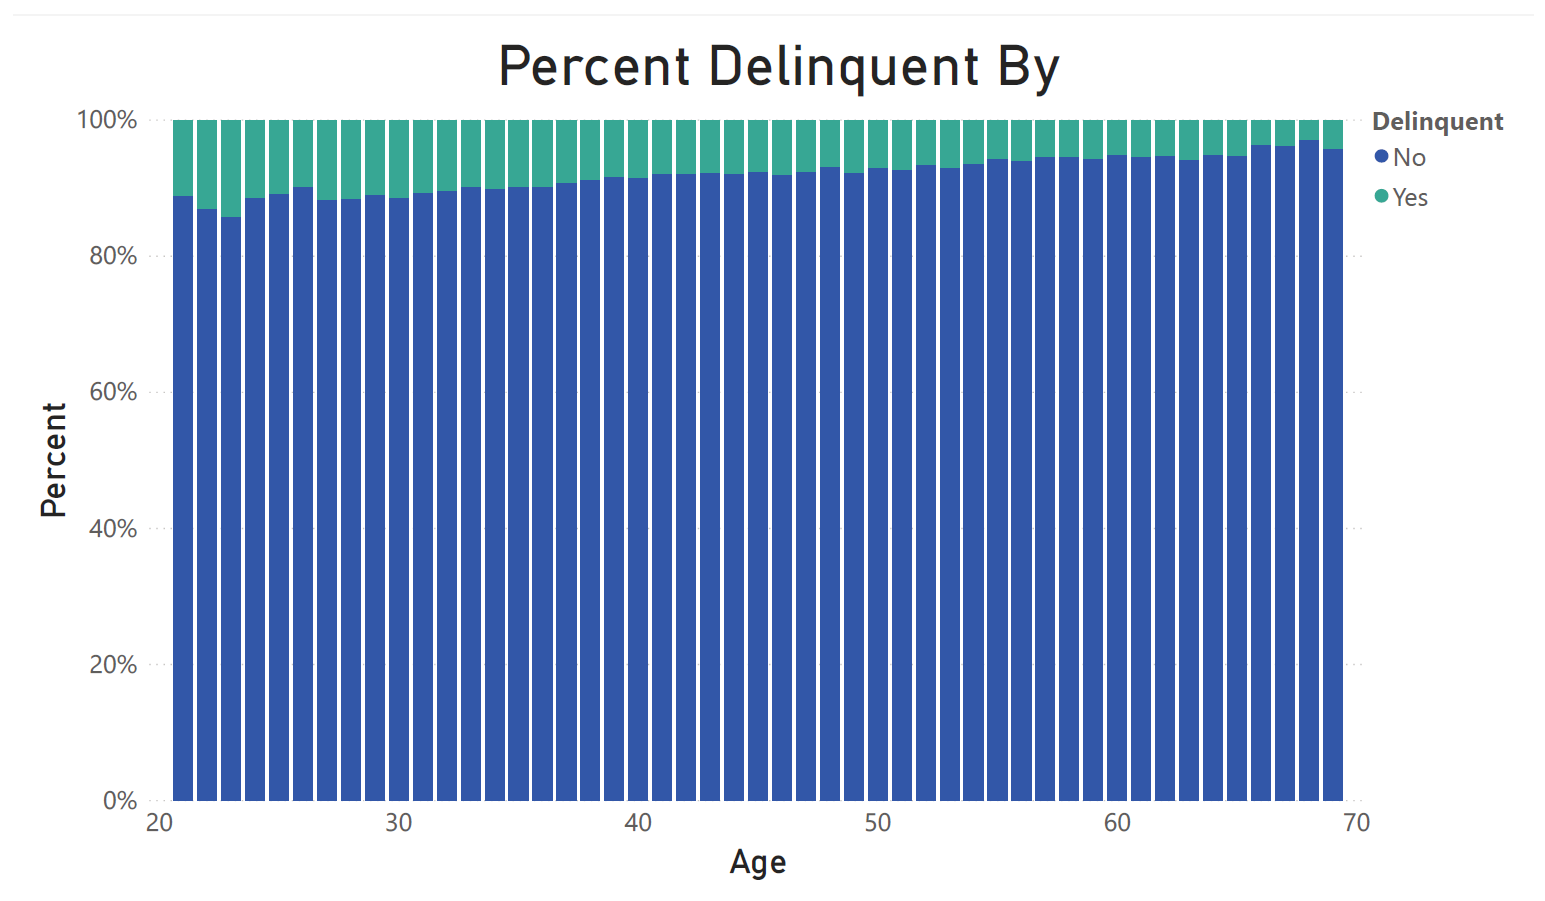 Percent Delinquent By
Delinquent
No
Yes
100%
80%
60%
40%
20%
0%
Percent
20 30 40 50 60 70
Age